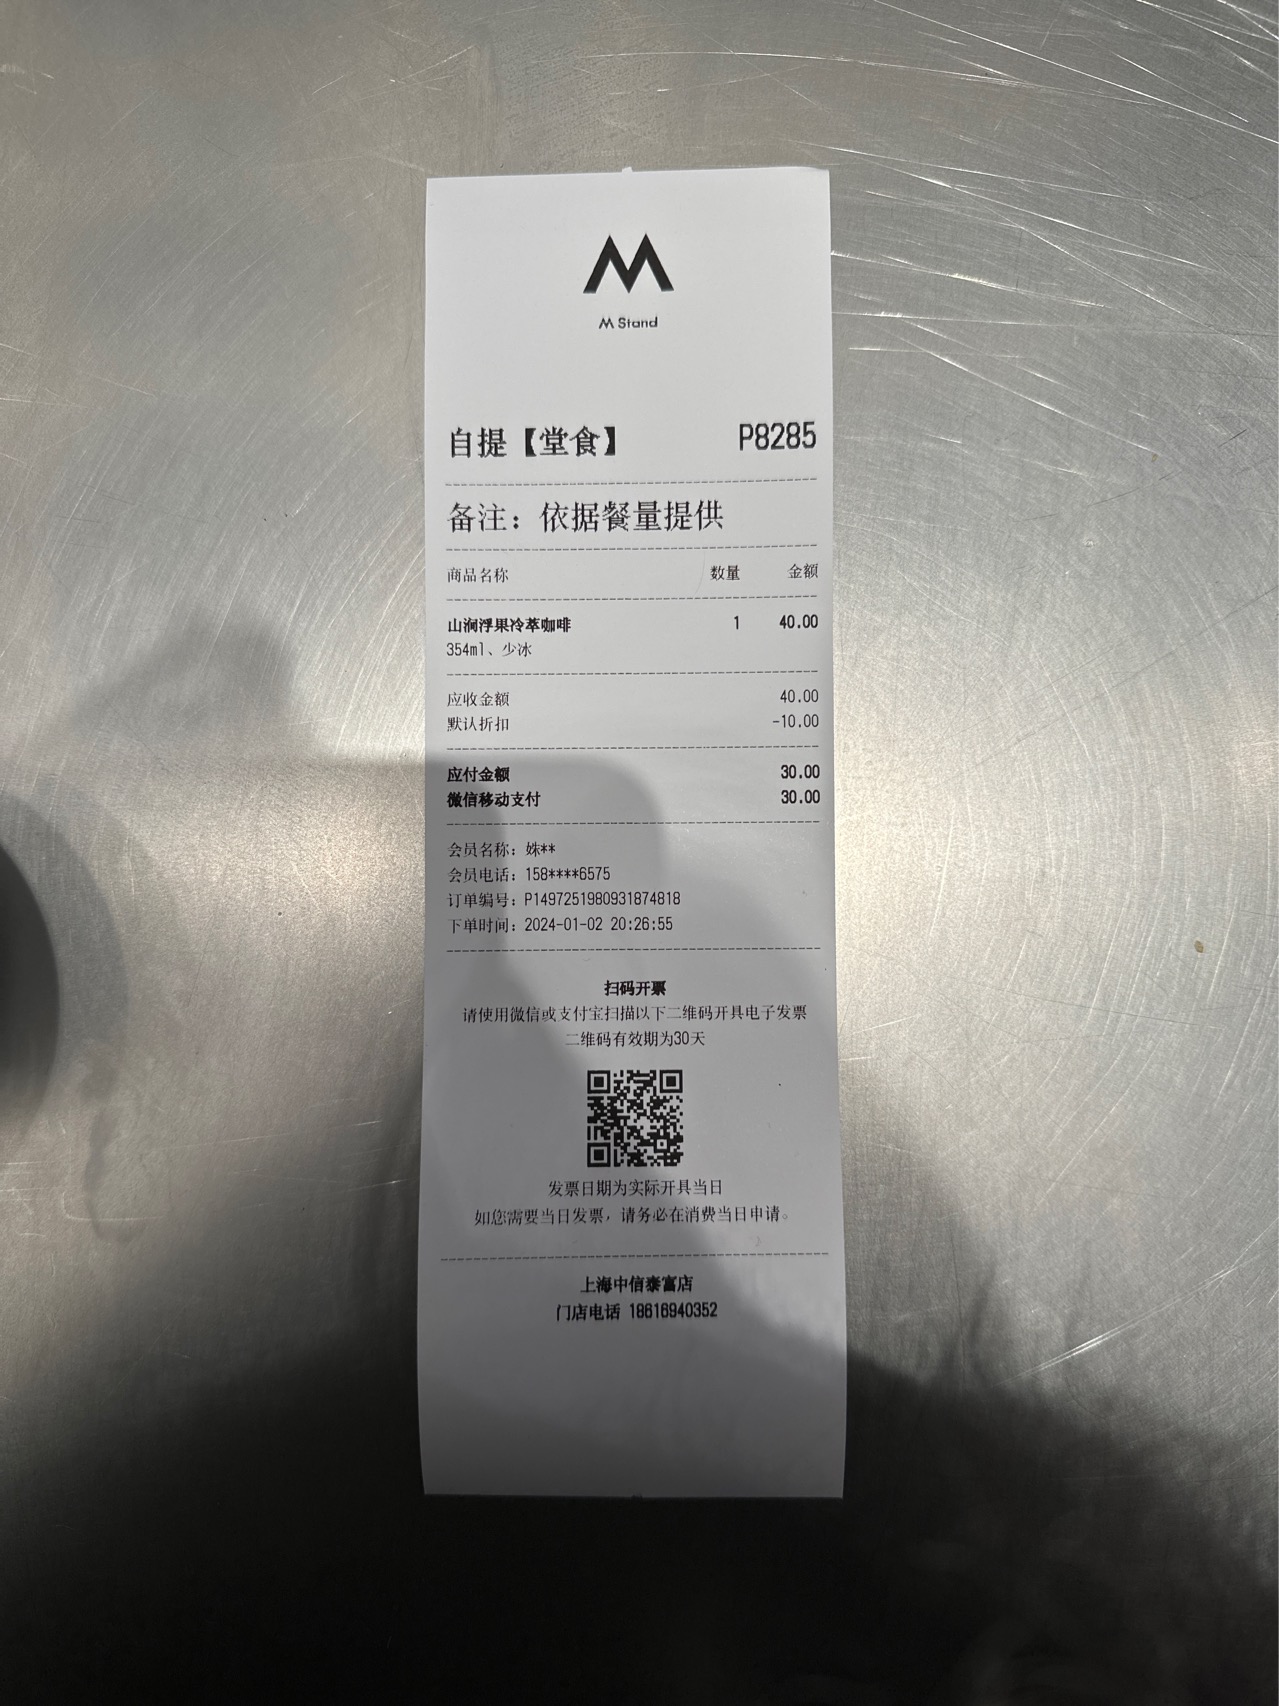 M Stand
自提【堂食】 P8285
备注：依据餐量提供
商品名称 数量 金额
山涧浮果冷萃咖啡 1 40.00
354ml、少冰
应收金额 40.00
默认折扣 -10.00
应付金额 30.00
微信移动支付 30.00
会员名称：姝**
会员电话：158****6575
订单编号：P1497251980931874818
下单时间：2024-01-02 20:26:55
扫码开票
请使用微信或支付宝扫描以下二维码开具电子发票
二维码有效期为30天
发票日期为实际开具当日
如您需要当日发票，请务必在消费当日申请。
上海中信泰富店
门店电话 18616940352